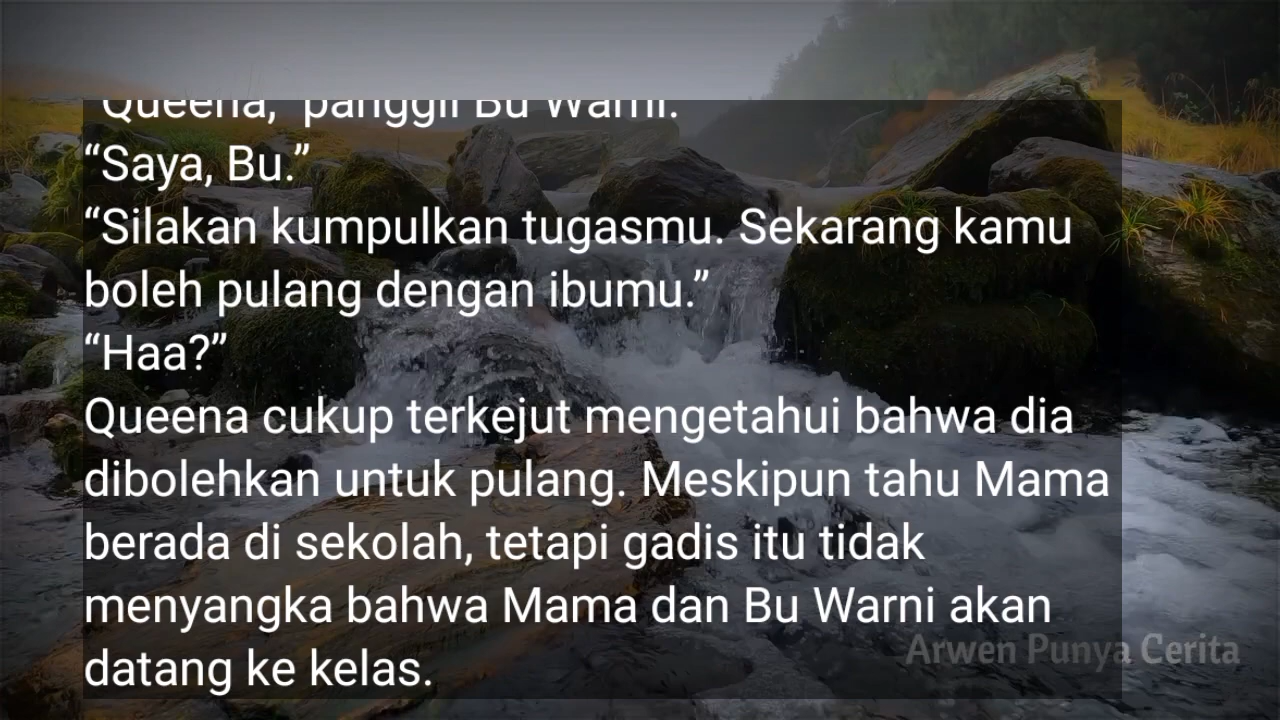 “Queena,” panggil Bu Warni.
“Saya, Bu.”
“Silakan kumpulkan tugasmu. Sekarang kamu
boleh pulang dengan ibumu.”
“Haa?”
Queena cukup terkejut mengetahui bahwa dia
dibolehkan untuk pulang. Meskipun tahu Mama
berada di sekolah, tetapi gadis itu tidak
menyangka bahwa Mama dan Bu Warni akan
datang ke kelas.
Arwen Punya Cerita